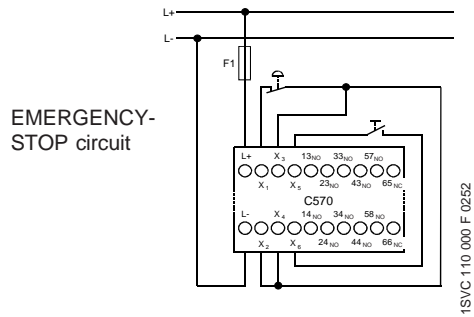 L+
L-
F1
EMERGENCY-
STOP circuit
L+ X3 13NO 33NO 57NO
X1 X5 23NO 43NO 65NC
C570
L- X4 14NO 34NO 58NO
X2 X6 24NO 44NO 66NC
1SVC 110 000 F 0252